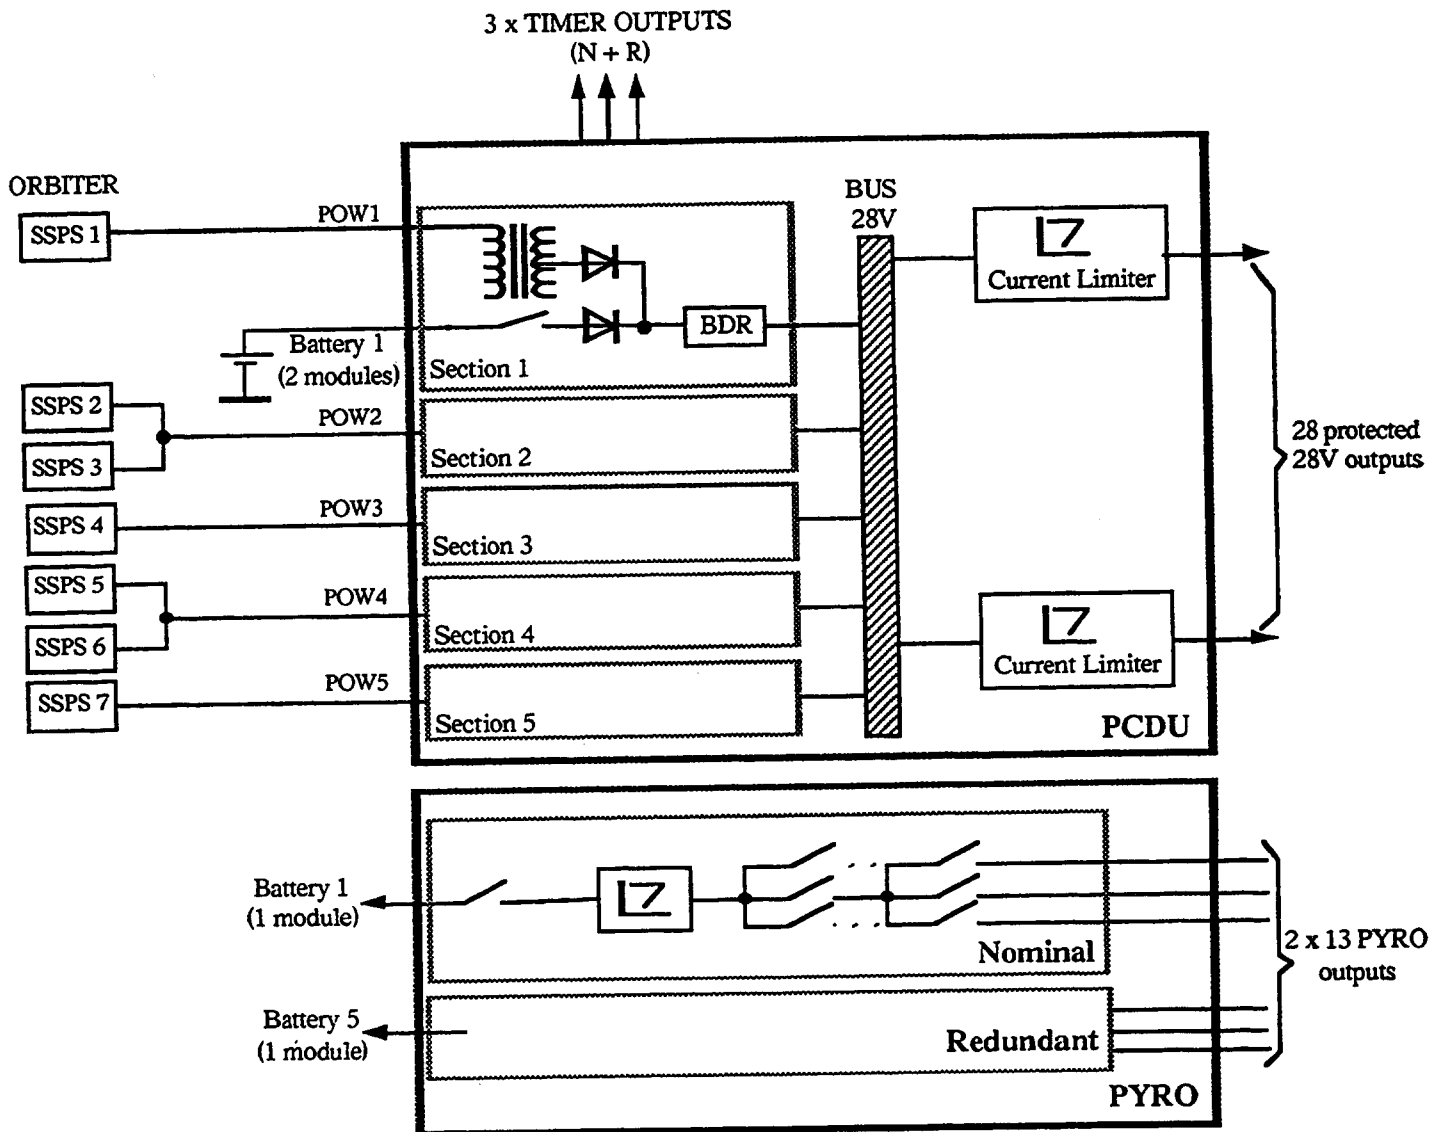 3 x TIMER OUTPUTS
(N + R)
ORBITER
SSPS 1
POW1
Battery 1
(2 modules)
Section 1
BDR
BUS
28V
Current Limiter
SSPS 2
SSPS 3
POW2
Section 2
SSPS 4
POW3
Section 3
SSPS 5
SSPS 6
POW4
Section 4
SSPS 7
POW5
Section 5
Current Limiter
28 protected
28V outputs
PCDU
Battery 1
(1 module)
Nominal
2 x 13 PYRO
outputs
Battery 5
(1 module)
Redundant
PYRO